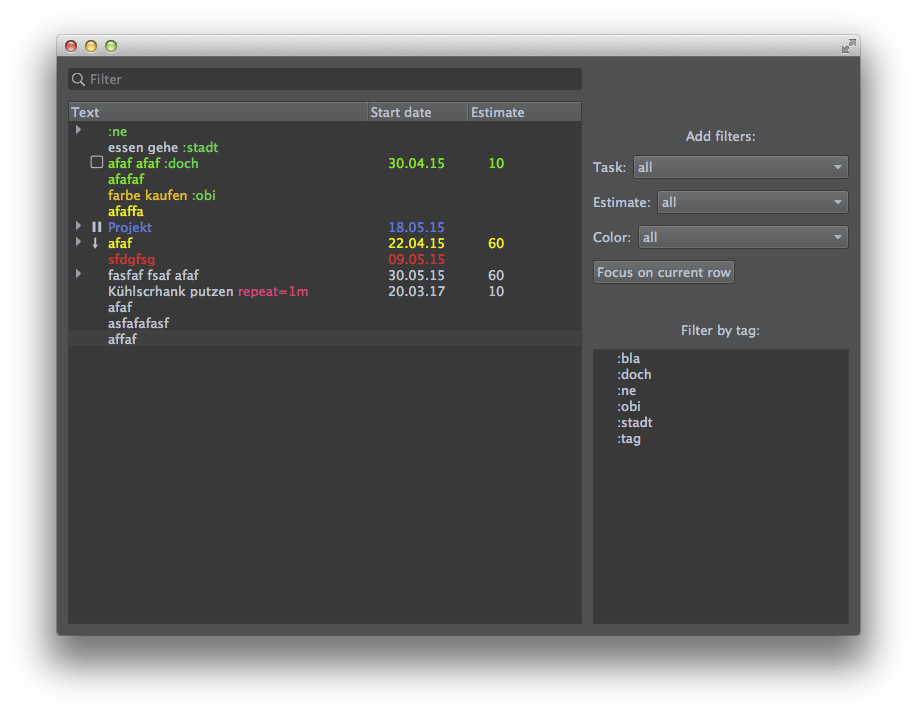 Filter
Text Start date Estimate
:ne
essen gehe :stadt
afaf afaf :doch 30.04.15 10
afafaf
farbe kaufen :obi
afaffa
Projekt 18.05.15
afaf 22.04.15 60
sfdgfsg 09.05.15
fasfaf fsaf afaf 30.05.15 60
Kühlscrhank putzen repeat=1m 20.03.17 10
afaf
asfafafasf
affaf
Add filters:
Task: all
Estimate: all
Color: all
Focus on current row
Filter by tag:
:bla
:doch
:ne
:obi
:stadt
:tag